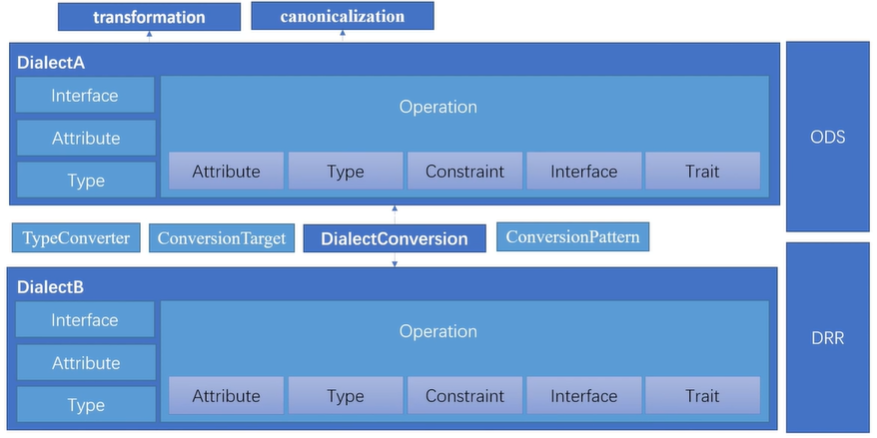 transformation
canonicalization
DialectA
Interface
Attribute
Type
Operation
Attribute
Type
Constraint
Interface
Trait
ODS
TypeConverter
ConversionTarget
DialectConversion
ConversionPattern
DialectB
Interface
Attribute
Type
Operation
Attribute
Type
Constraint
Interface
Trait
DRR